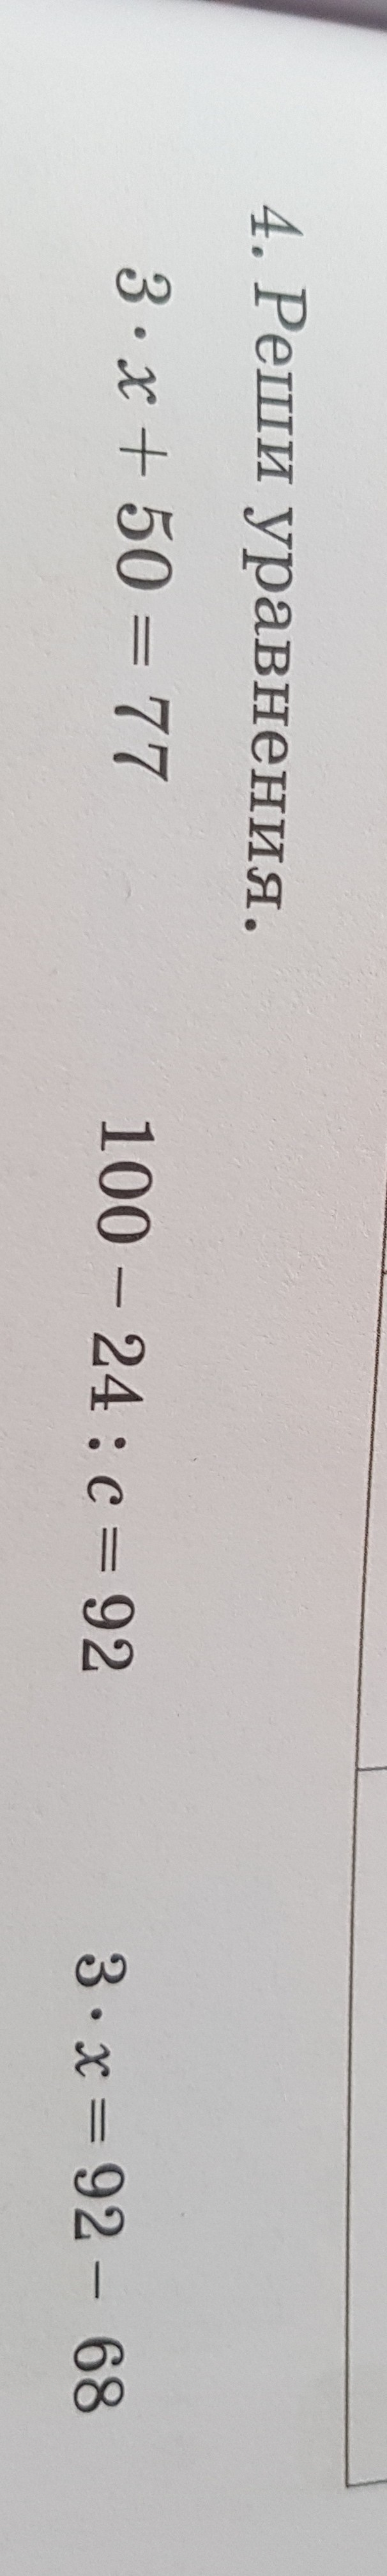 4. Реши уравнения.
3 · x + 50 = 77 100 − 24 : c = 92 3 · x = 92 − 68